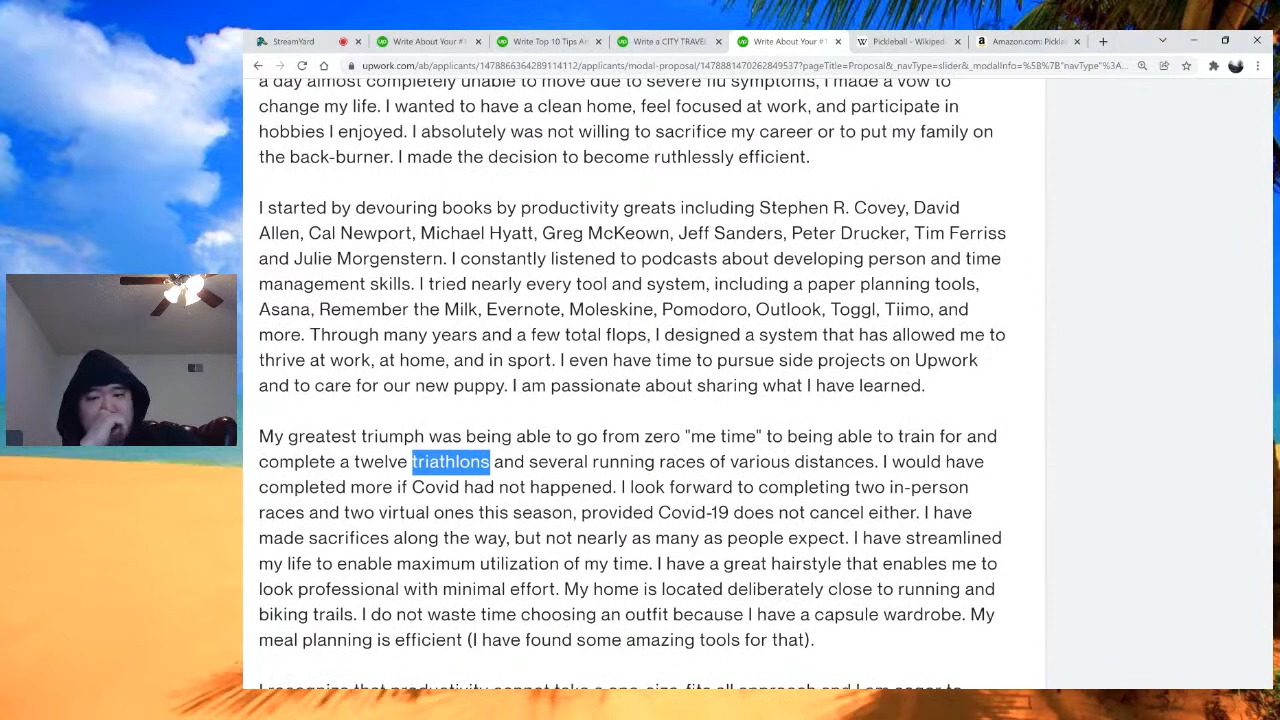 StreamYard
Write About Your #1
Write Top 10 Tips Ar
Write a CITY TRAVEL
Write About Your #1
Pickleball - Wikiped
Amazon.com: Pickle
upwork.com/ab/applicants/1478866364289114112/applicants/modal-proposal/1478881470262849537?pageTitle=Proposal&_navType=slider&_modalInfo=%5B%7B"navType"%3A...
a day almost completely unable to move due to severe flu symptoms, I made a vow to
change my life. I wanted to have a clean home, feel focused at work, and participate in
hobbies I enjoyed. I absolutely was not willing to sacrifice my career or to put my family on
the back-burner. I made the decision to become ruthlessly efficient.
I started by devouring books by productivity greats including Stephen R. Covey, David
Allen, Cal Newport, Michael Hyatt, Greg McKeown, Jeff Sanders, Peter Drucker, Tim Ferriss
and Julie Morgenstern. I constantly listened to podcasts about developing person and time
management skills. I tried nearly every tool and system, including a paper planning tools,
Asana, Remember the Milk, Evernote, Moleskine, Pomodoro, Outlook, Toggl, Tiimo, and
more. Through many years and a few total flops, I designed a system that has allowed me to
thrive at work, at home, and in sport. I even have time to pursue side projects on Upwork
and to care for our new puppy. I am passionate about sharing what I have learned.
My greatest triumph was being able to go from zero "me time" to being able to train for and
complete a twelve triathlons and several running races of various distances. I would have
completed more if Covid had not happened. I look forward to completing two in-person
races and two virtual ones this season, provided Covid-19 does not cancel either. I have
made sacrifices along the way, but not nearly as many as people expect. I have streamlined
my life to enable maximum utilization of my time. I have a great hairstyle that enables me to
look professional with minimal effort. My home is located deliberately close to running and
biking trails. I do not waste time choosing an outfit because I have a capsule wardrobe. My
meal planning is efficient (I have found some amazing tools for that).
I recognize that productivity cannot take a one-size-fits all approach and I am eager to